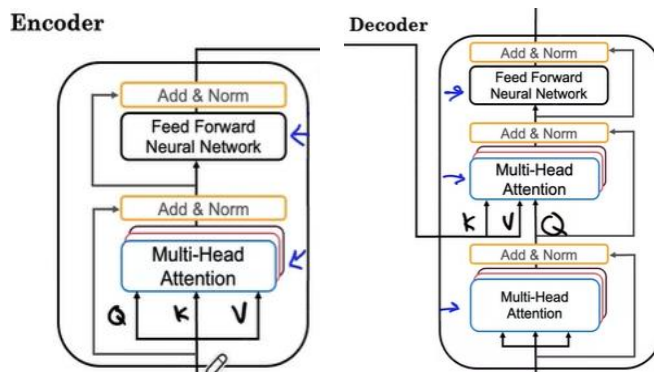 Encoder
Add & Norm
Feed Forward
Neural Network
Add & Norm
Multi-Head
Attention
Q K V
Decoder
Add & Norm
Feed Forward
Neural Network
Add & Norm
Multi-Head
Attention
K V Q
Add & Norm
Multi-Head
Attention